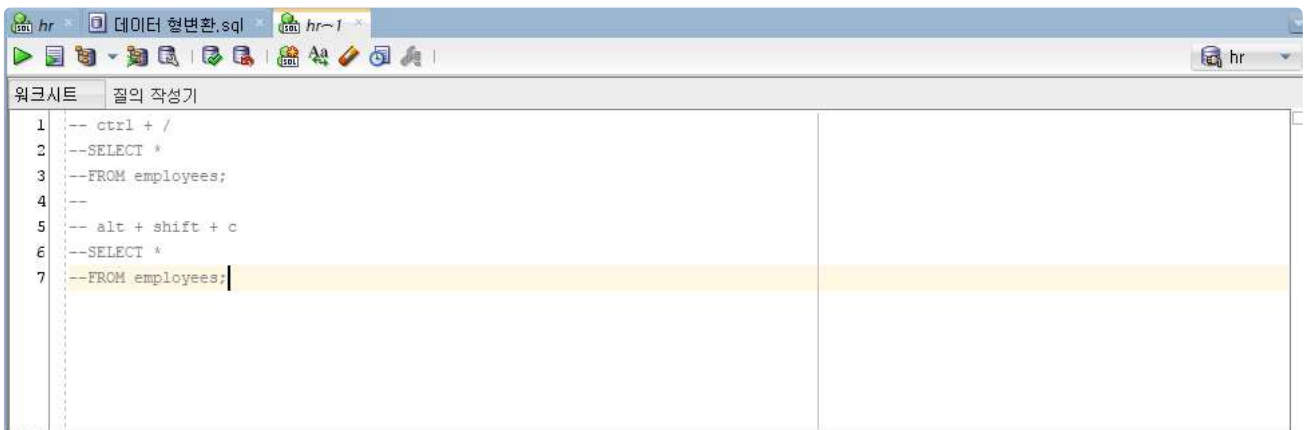 hr 데이터 형변환.sql hr~1
hr
워크시트 질의 작성기
1 -- ctrl + /
2 --SELECT *
3 --FROM employees;
4 --
5 -- alt + shift + c
6 --SELECT *
7 --FROM employees;